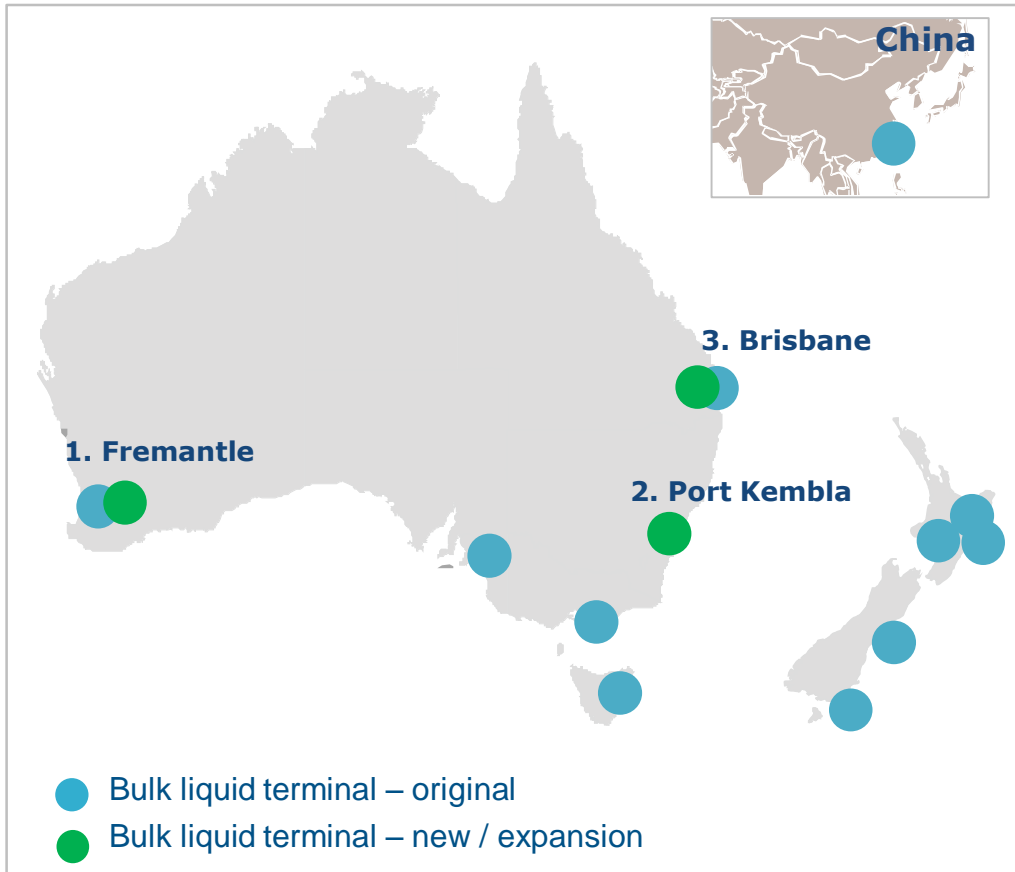 China
3. Brisbane
1. Fremantle
2. Port Kembla
Bulk liquid terminal – original
Bulk liquid terminal – new / expansion